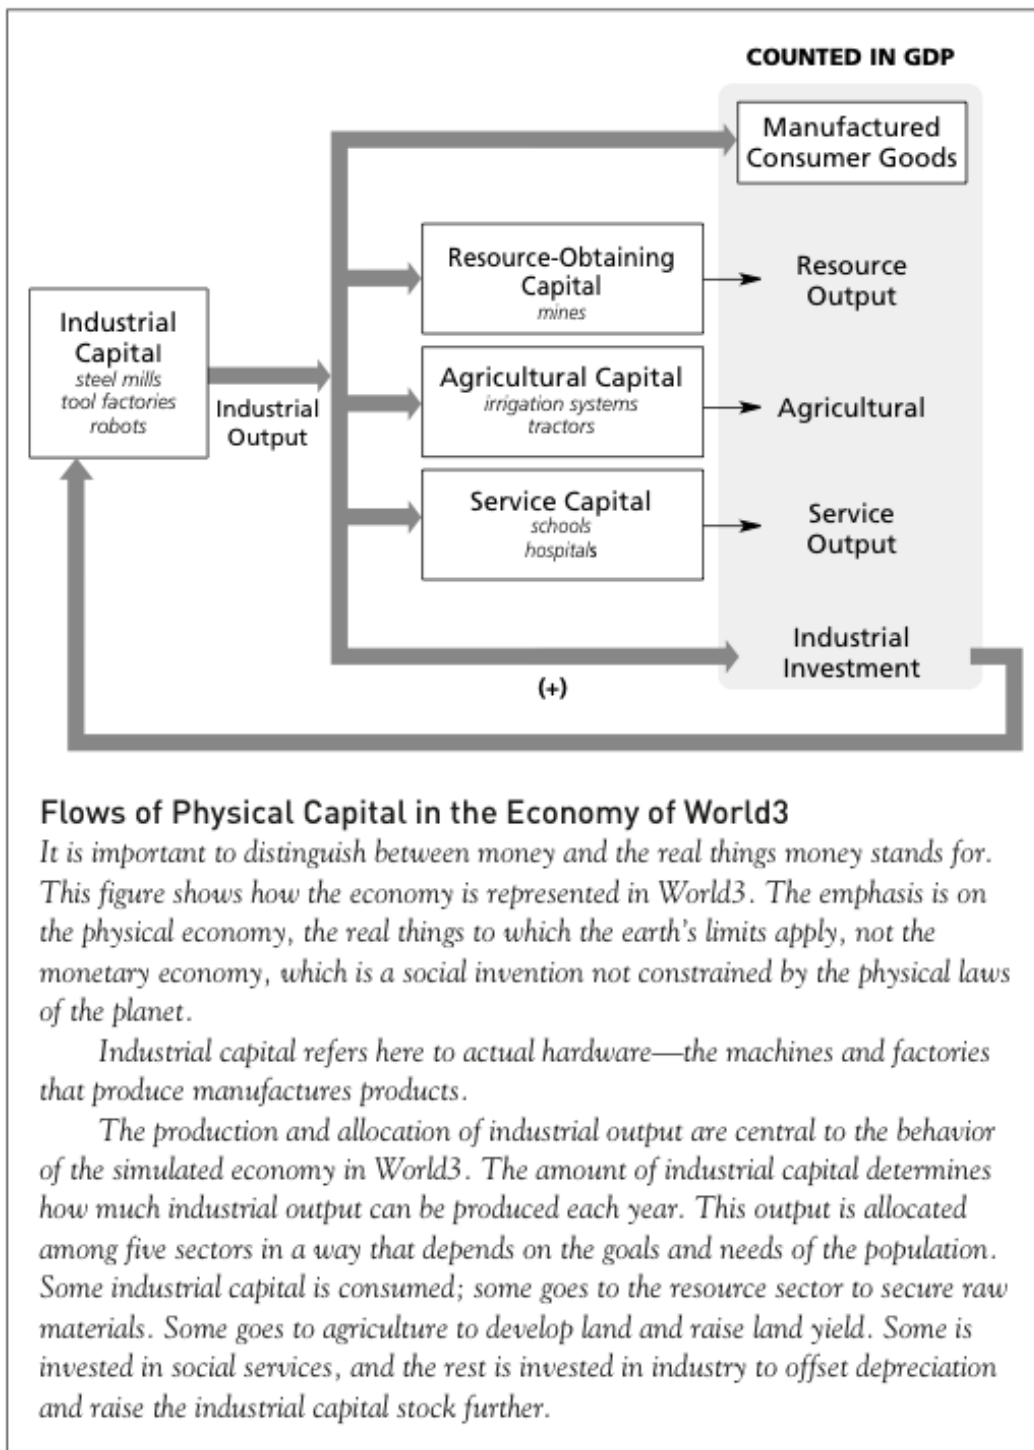 COUNTED IN GDP
Manufactured
Consumer Goods
Resource-Obtaining
Capital
mines
Resource
Output
Industrial
Capital
steel mills
tool factories
robots
Industrial
Output
Agricultural Capital
irrigation systems
tractors
Agricultural
Service Capital
schools
hospitals
Service
Output
Industrial
Investment
(+)
Flows of Physical Capital in the Economy of World3
It is important to distinguish between money and the real things money stands for.
This figure shows how the economy is represented in World3. The emphasis is on
the physical economy, the real things to which the earth's limits apply, not the
monetary economy, which is a social invention not constrained by the physical laws
of the planet.
Industrial capital refers here to actual hardware—the machines and factories
that produce manufactures products.
The production and allocation of industrial output are central to the behavior
of the simulated economy in World3. The amount of industrial capital determines
how much industrial output can be produced each year. This output is allocated
among five sectors in a way that depends on the goals and needs of the population.
Some industrial capital is consumed; some goes to the resource sector to secure raw
materials. Some goes to agriculture to develop land and raise land yield. Some is
invested in social services, and the rest is invested in industry to offset depreciation
and raise the industrial capital stock further.